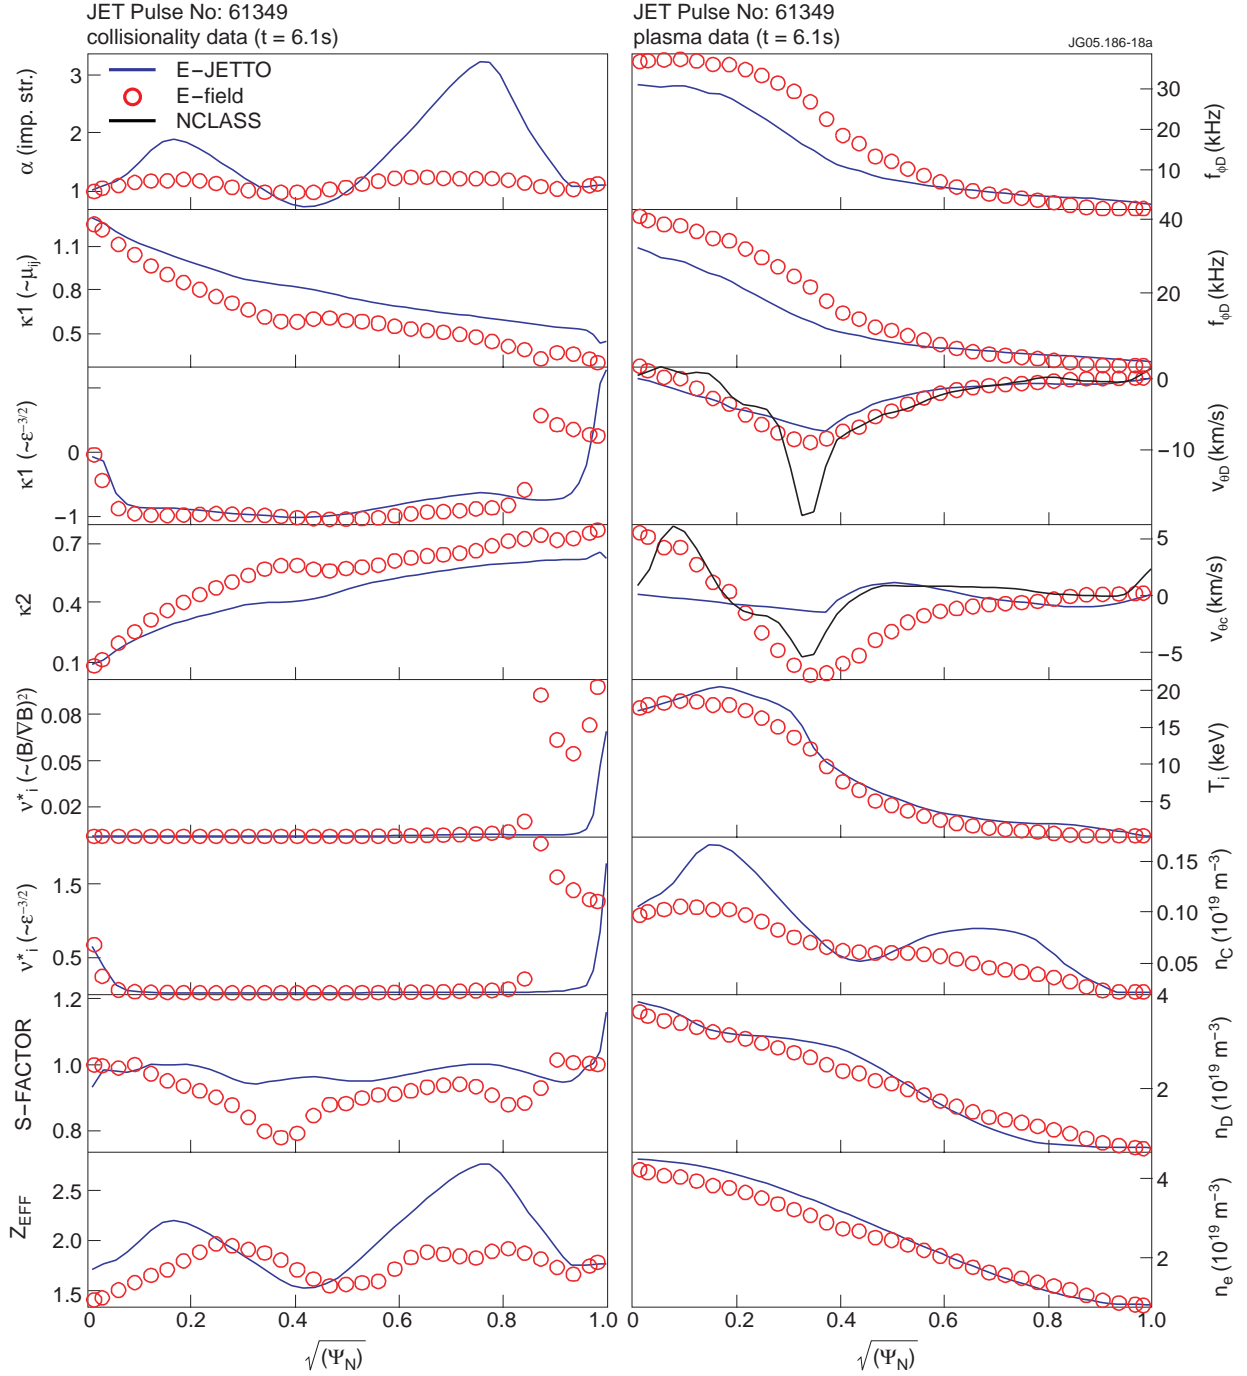 JET Pulse No: 61349
collisionality data (t = 6.1s)
E-JETTO
E-field
NCLASS
α (imp. str.)
3
2
1
κ1 (~μij)
1.1
0.8
0.5
κ1 (~ε^-3/2)
0
-1
κ2
0.7
0.4
0.1
ν*i (~(B/∇B)²
0.08
0.05
0.02
ν*i (~ε^-3/2)
1.5
0.5
S-FACTOR
1.2
1.0
0.8
ZEFF
2.5
2.0
1.5
0 0.2 0.4 0.6 0.8 1.0
√(ΨN)
JET Pulse No: 61349
plasma data (t = 6.1s)
JG05.186-18a
30
20
10
fϕD (kHz)
40
20
fϕD (kHz)
0
-10
vθD (km/s)
5
0
-5
vθc (km/s)
20
15
10
5
Ti (keV)
0.15
0.10
0.05
nC (10^19 m^-3)
4
2
nD (10^19 m^-3)
4
2
ne (10^19 m^-3)
0 0.2 0.4 0.6 0.8 1.0
√(ΨN)